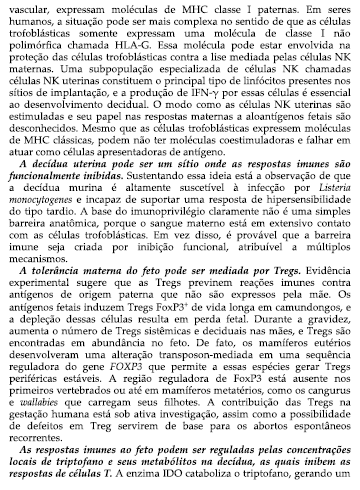 vascular, expressam moléculas de MHC classe I paternas. Em seres
humanos, a situação pode ser mais complexa no sentido de que as células
trofoblásticas somente expressam uma molécula de classe I não
polimórfica chamada HLA-G. Essa molécula pode estar envolvida na
proteção das células trofoblásticas contra a lise mediada pelas células NK
maternas. Uma subpopulação especializada de células NK chamadas
células NK uterinas constituem o principal tipo de linfócitos presentes nos
sítios de implantação, e a produção de IFN-γ por essas células é essencial
ao desenvolvimento decidual. O modo como as células NK uterinas são
estimuladas e seu papel nas respostas maternas a aloantígenos fetais são
desconhecidos. Mesmo que as células trofoblásticas expressem moléculas
de MHC clássicas, podem não ter moléculas coestimuladoras e falhar em
atuar como células apresentadoras de antígeno.
A decídua uterina pode ser um sítio onde as respostas imunes são
funcionalmente inibidas. Sustentando essa ideia está a observação de que
a decídua murina é altamente suscetível à infecção por Listeria
monocytogenes e incapaz de suportar uma resposta de hipersensibilidade
do tipo tardio. A base do imunoprivilégio claramente não é uma simples
barreira anatômica, porque o sangue materno está em extensivo contato
com as células trofoblásticas. Em vez disso, é provável que a barreira
imune seja criada por inibição funcional, atribuível a múltiplos
mecanismos.
A tolerância materna do feto pode ser mediada por Tregs. Evidência
experimental sugere que as Tregs previnem reações imunes contra
antígenos de origem paterna que não são expressos pela mãe. Os
antígenos fetais induzem Tregs FoxP3+ de vida longa em camundongos, e
a depleção dessas células resulta em perda fetal. Durante a gravidez,
aumenta o número de Tregs sistêmicas e deciduais nas mães, e Tregs são
encontradas em abundância no feto. De fato, os mamíferos eutérios
desenvolveram uma alteração transposon-mediada em uma sequência
reguladora do gene FOXP3 que permite a essas espécies gerar Tregs
periféricas estáveis. A região reguladora de FoxP3 está ausente nos
primeiros vertebrados ou até em mamíferos metatérios, como os cangurus
e wallabies que carregam seus filhotes. A contribuição das Tregs na
gestação humana está sob ativa investigação, assim como a possibilidade
de defeitos em Treg servirem de base para os abortos espontâneos
recorrentes.
As respostas imunes ao feto podem ser reguladas pelas concentrações
locais de triptofano e seus metabólitos na decídua, as quais inibem as
respostas de células T. A enzima IDO cataboliza o triptofano, gerando um